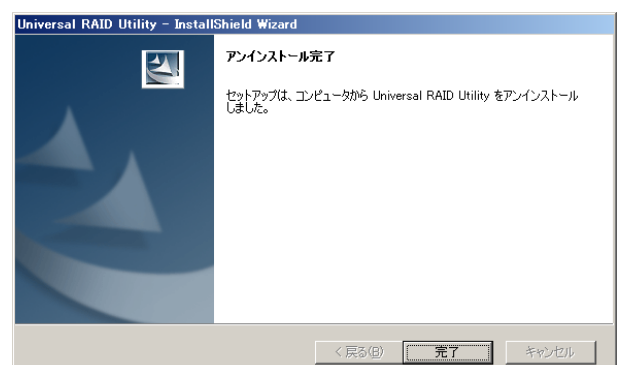 Universal RAID Utility - InstallShield Wizard
アンインストール完了
セットアップは、コンピュータから Universal RAID Utility をアンインストール
しました。
< 戻る(B) 完了 キャンセル